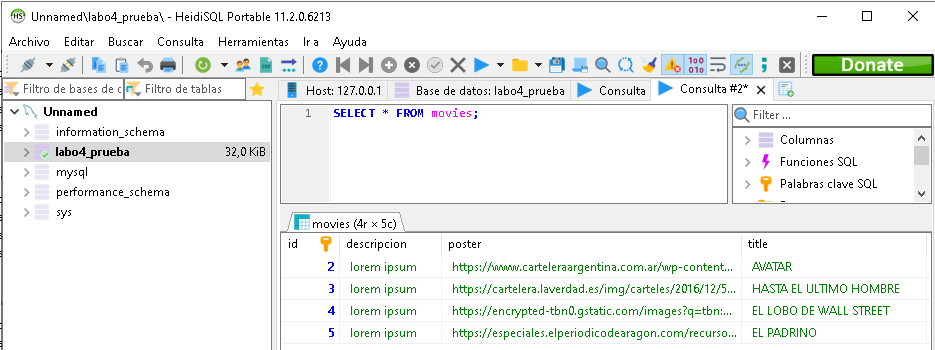 HS Unnamed\labo4_prueba\ - HeidiSQL Portable 11.2.0.6213
Archivo Editar Buscar Consulta Herramientas Ir a Ayuda
Donate
Filtro de bases de c Filtro de tablas
Host: 127.0.0.1 Base de datos: labo4_prueba Consulta Consulta #2*
Unnamed
information_schema
labo4_prueba 32,0 KiB
mysql
performance_schema
sys
1 SELECT * FROM movies;
Filter ...
Columnas
Funciones SQL
Palabras clave SQL
movies (4r × 5c)
id descripcion poster title
2 lorem ipsum https://www.carteleraargentina.com.ar/wp-content... AVATAR
3 lorem ipsum https://cartelera.laverdad.es/img/carteles/2016/12/5... HASTA EL ULTIMO HOMBRE
4 lorem ipsum https://encrypted-tbn0.gstatic.com/images?q=tbn:... EL LOBO DE WALL STREET
5 lorem ipsum https://especiales.elperiodicodearagon.com/recurso... EL PADRINO